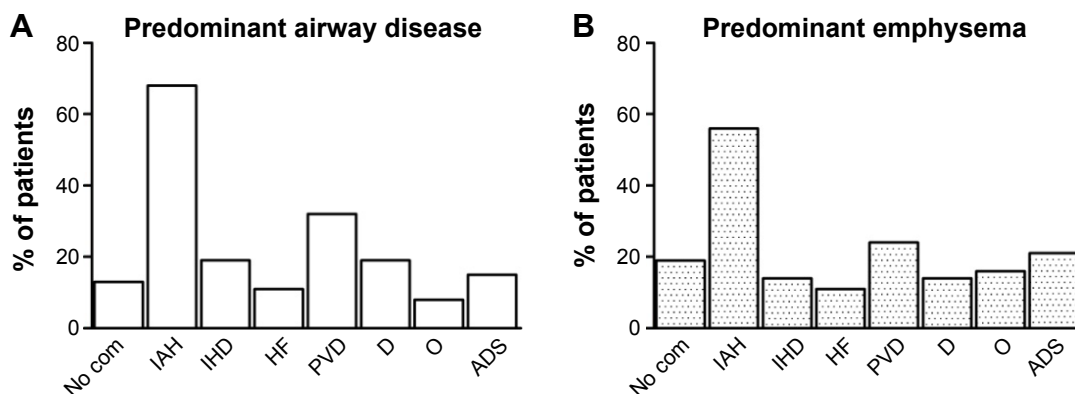 A Predominant airway disease
80
60
40
20
0
% of patients
No com IAH IHD HF PVD D O ADS
B Predominant emphysema
80
60
40
20
0
% of patients
No com IAH IHD HF PVD D O ADS